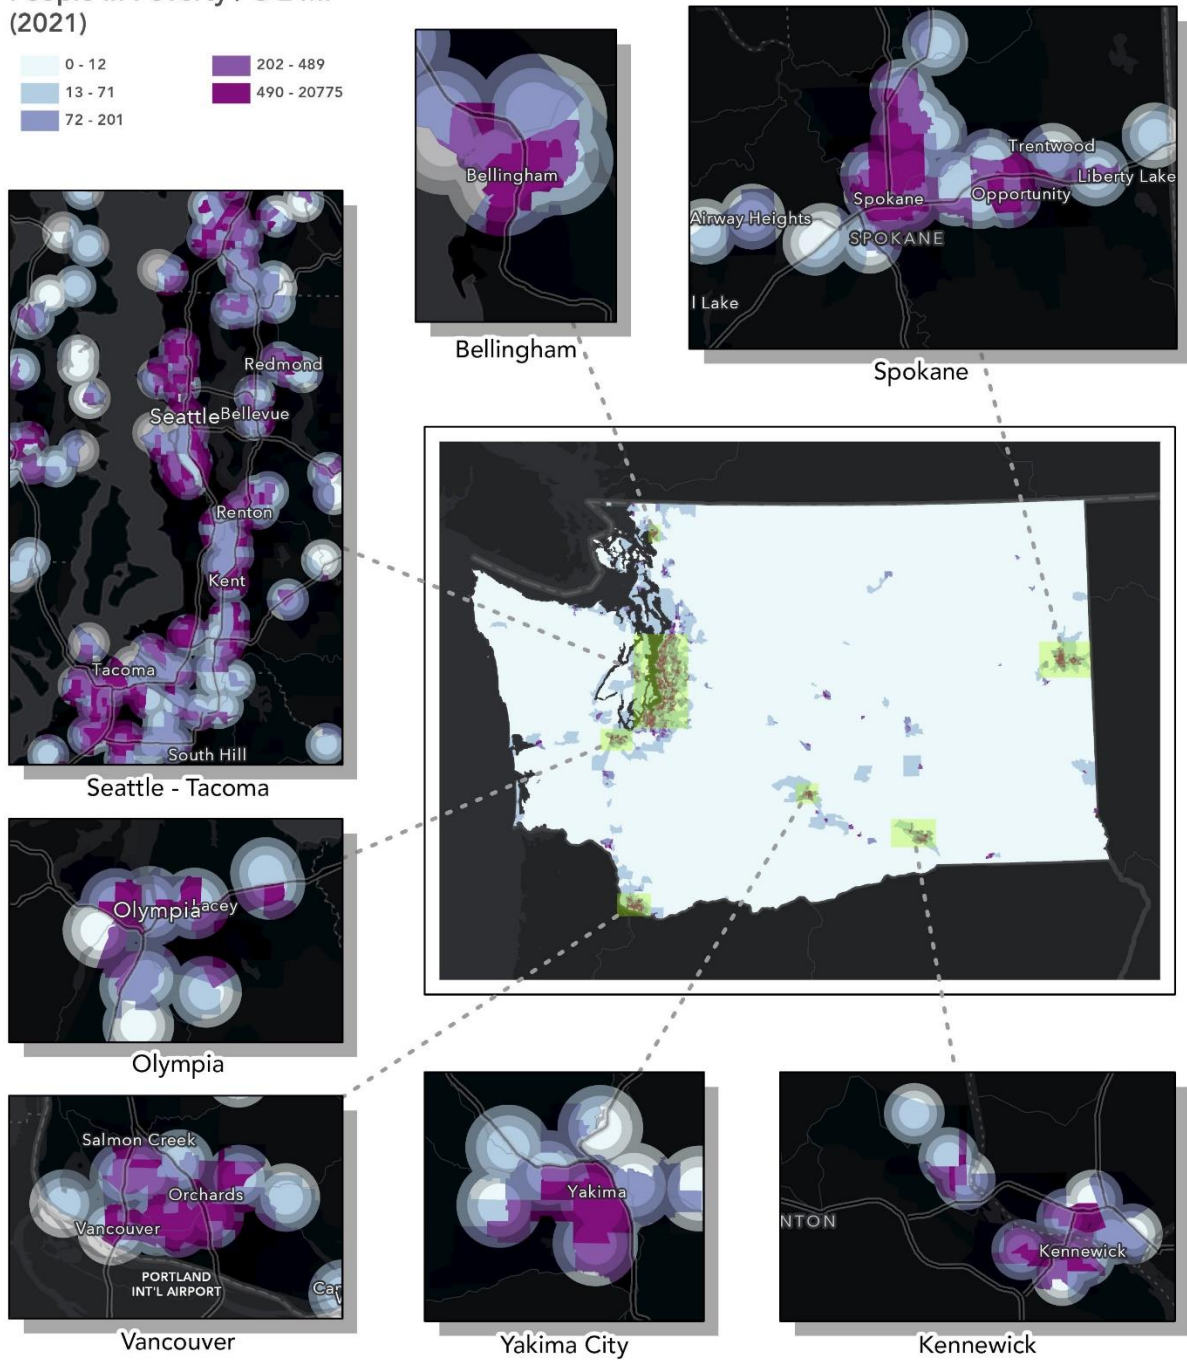 (2021)
0 - 12
13 - 71
72 - 201
202 - 489
490 - 20775
Bellingham
Bellingham
Trentwood
Liberty Lake
Opportunity
Spokane
Airway Heights
SPOKANE
l Lake
Spokane
Redmond
Seattle
Bellevue
Renton
Kent
Tacoma
South Hill
Seattle - Tacoma
Olympia
acey
Olympia
Salmon Creek
Orchards
Vancouver
PORTLAND
INT'L AIRPORT
Vancouver
Yakima
Yakima City
NTON
Kennewick
Kennewick